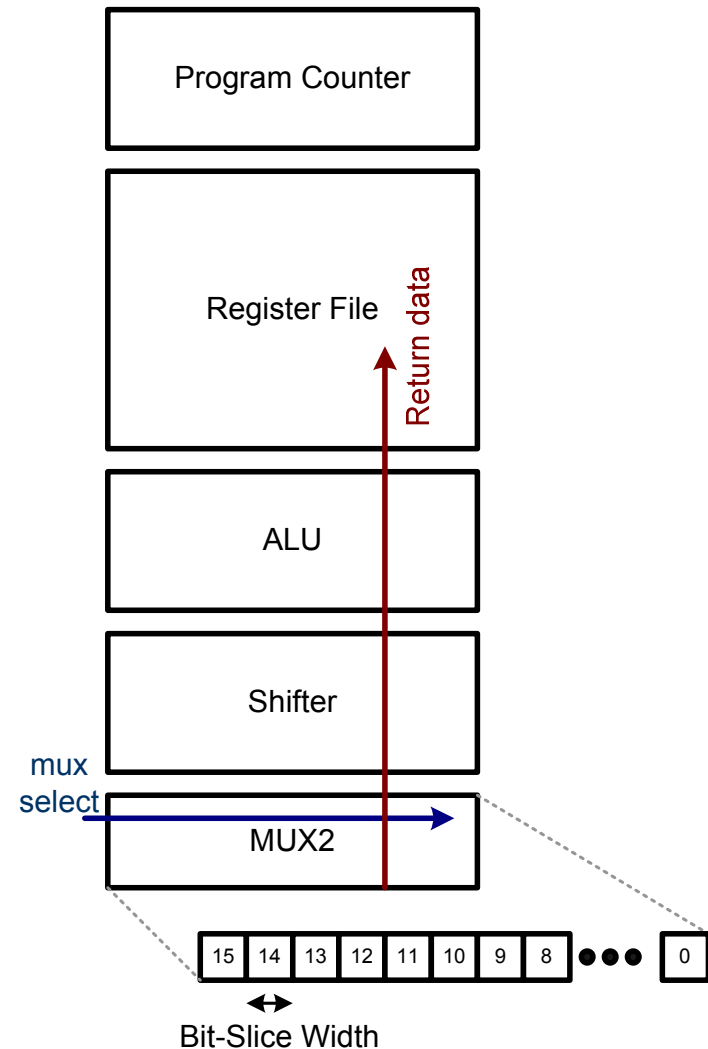 Program Counter
Register File
Return data
ALU
Shifter
mux
select
MUX2
15 14 13 12 11 10 9 8 0
Bit-Slice Width